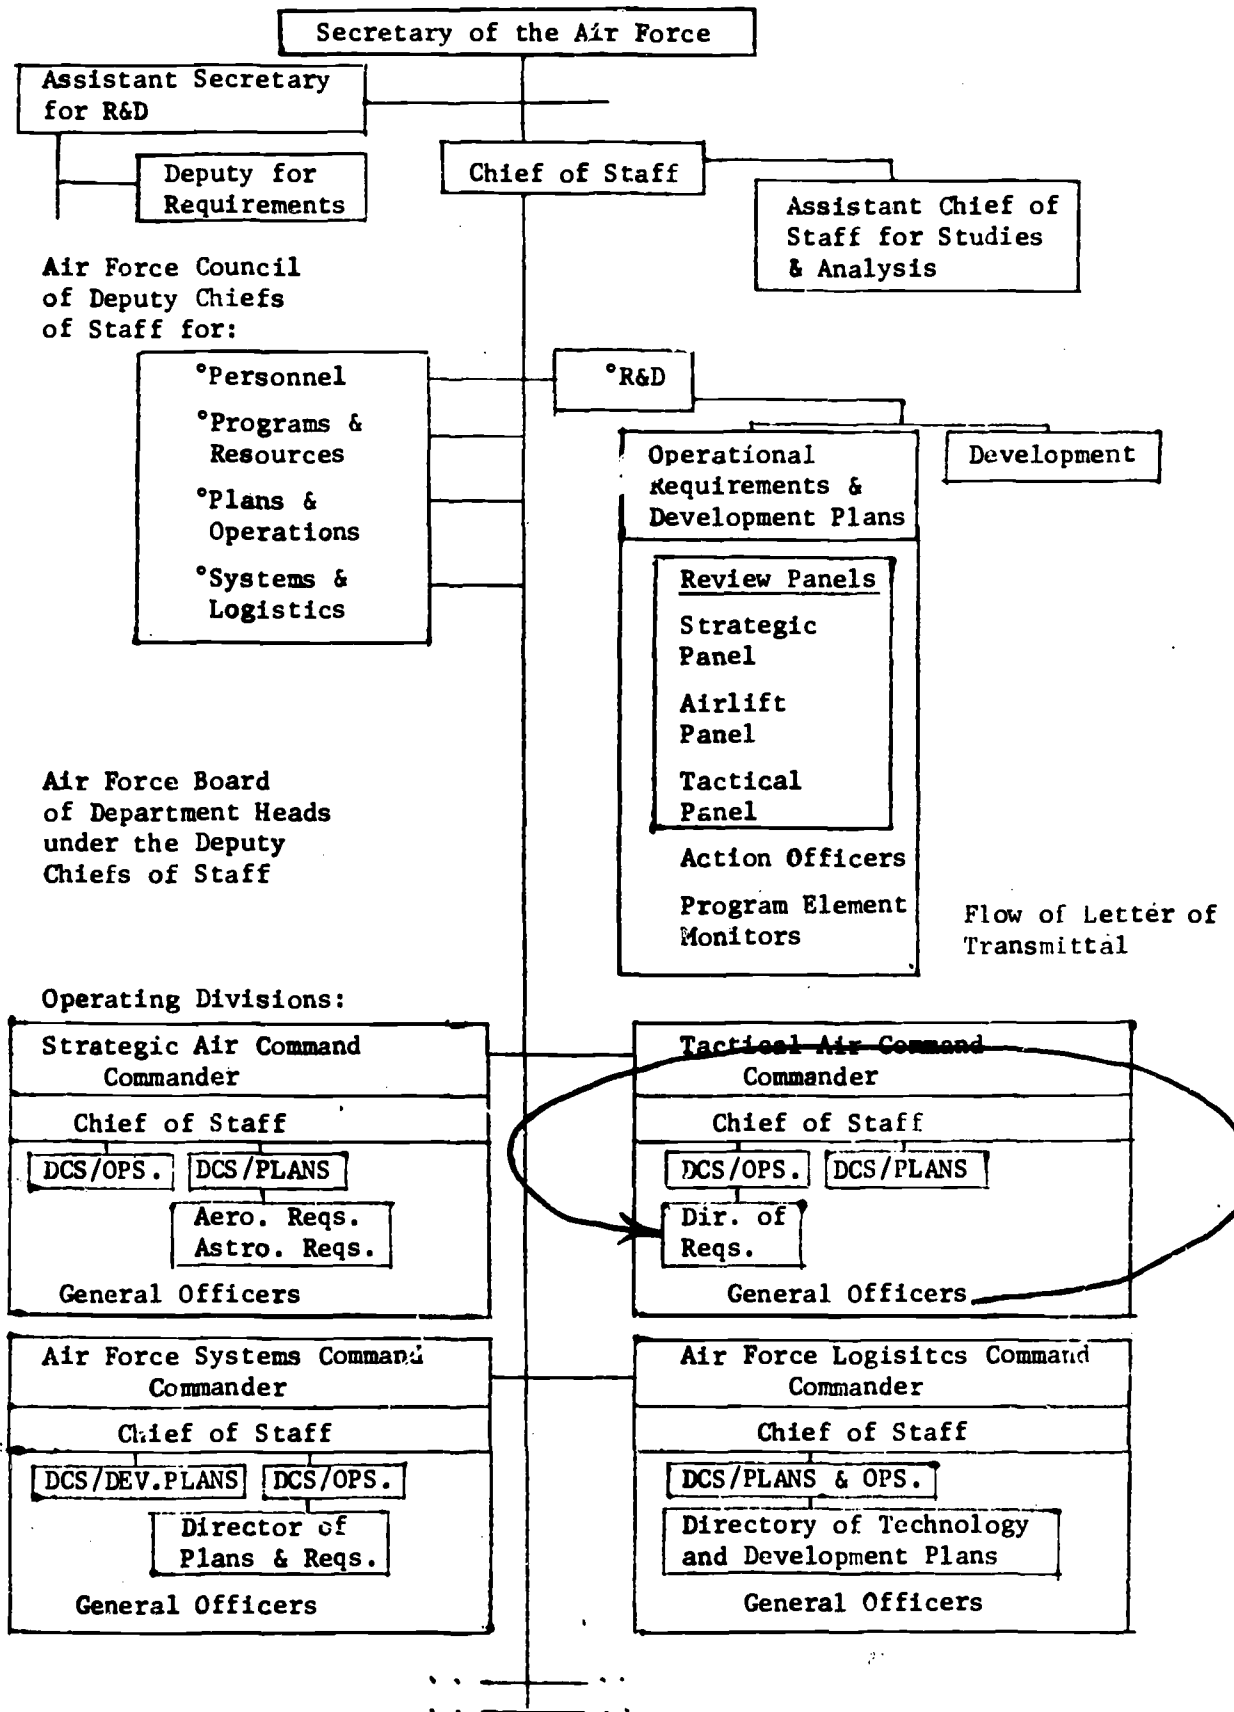 Secretary of the Air Force
Assistant Secretary
for R&D
Deputy for
Requirements
Chief of Staff
Assistant Chief of
Staff for Studies
& Analysis
Air Force Council
of Deputy Chiefs
of Staff for:
°Personnel
°Programs &
Resources
°Plans &
Operations
°Systems &
Logistics
°R&D
Operational
Requirements &
Development Plans
Development
Review Panels
Strategic
Panel
Airlift
Panel
Tactical
Panel
Action Officers
Program Element
Monitors
Air Force Board
of Department Heads
under the Deputy
Chiefs of Staff
Flow of Letter of
Transmittal
Operating Divisions:
Strategic Air Command
Commander
Chief of Staff
DCS/OPS.
DCS/PLANS
Aero. Reqs.
Astro. Reqs.
General Officers
Tactical Air Command
Commander
Chief of Staff
DCS/OPS.
DCS/PLANS
Dir. of
Reqs.
General Officers
Air Force Systems Command
Commander
Chief of Staff
DCS/DEV.PLANS
DCS/OPS.
Director of
Plans & Reqs.
General Officers
Air Force Logisitcs Command
Commander
Chief of Staff
DCS/PLANS & OPS.
Directory of Technology
and Development Plans
General Officers